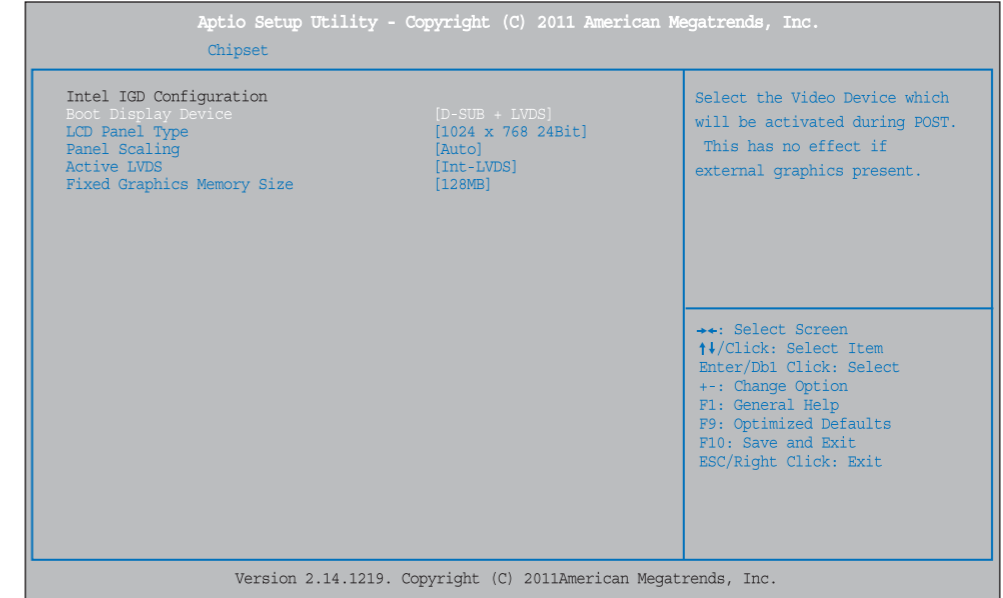 Aptio Setup Utility - Copyright (C) 2011 American Megatrends, Inc.
Chipset
Intel IGD Configuration
Boot Display Device [D-SUB + LVDS]
LCD Panel Type [1024 x 768 24Bit]
Panel Scaling [Auto]
Active LVDS [Int-LVDS]
Fixed Graphics Memory Size [128MB]
Select the Video Device which
will be activated during POST.
This has no effect if
external graphics present.
→←: Select Screen
↑↓/Click: Select Item
Enter/Dbl Click: Select
+-: Change Option
F1: General Help
F9: Optimized Defaults
F10: Save and Exit
ESC/Right Click: Exit
Version 2.14.1219. Copyright (C) 2011American Megatrends, Inc.